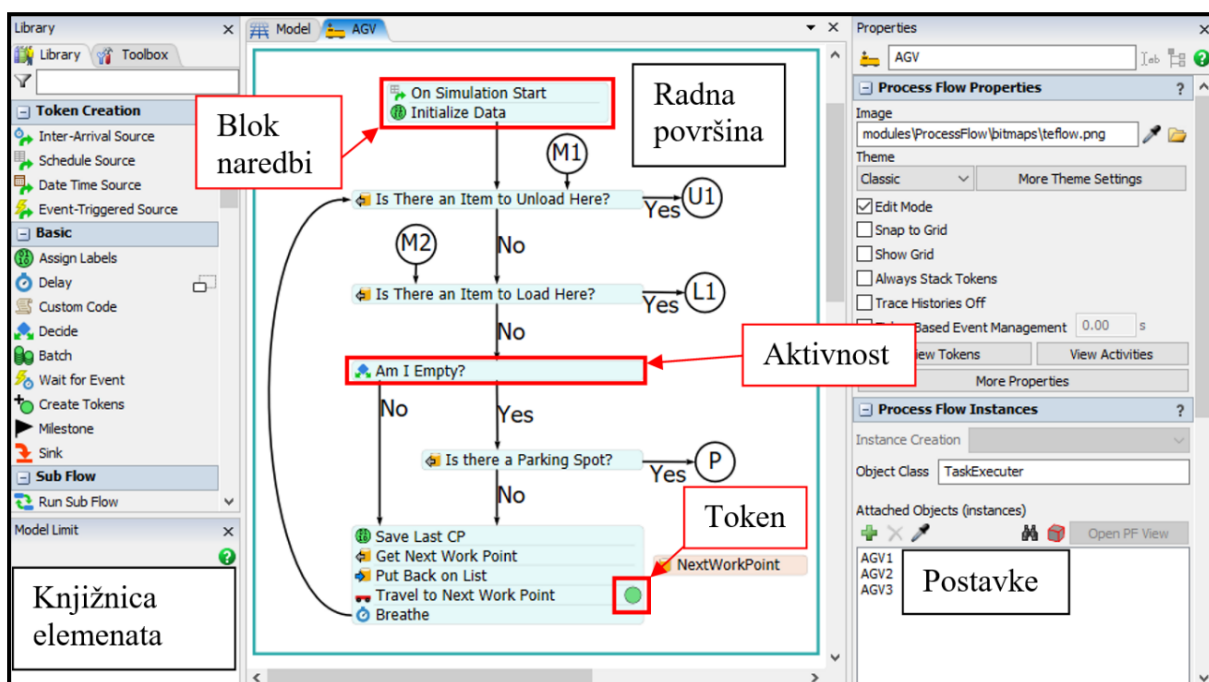 Library
Library
Toolbox
Token Creation
Inter-Arrival Source
Schedule Source
Date Time Source
Event-Triggered Source
Basic
Assign Labels
Delay
Custom Code
Decide
Batch
Wait for Event
Create Tokens
Milestone
Sink
Sub Flow
Run Sub Flow
Model Limit
Knjižnica
elemenata
Model
AGV
Blok
naredbi
On Simulation Start
Initialize Data
Radna
površina
M1
Is There an Item to Unload Here?
Yes
U1
No
M2
Is There an Item to Load Here?
Yes
L1
No
Aktivnost
Am I Empty?
No
Yes
Is there a Parking Spot?
Yes
P
No
Token
Save Last CP
Get Next Work Point
NextWorkPoint
Put Back on List
Travel to Next Work Point
Breathe
Properties
AGV
Process Flow Properties
?
Image
modules\ProcessFlow\bitmaps\teflow.png
Theme
Classic
More Theme Settings
Edit Mode
Snap to Grid
Show Grid
Always Stack Tokens
Trace Histories Off
Based Event Management
0.00
s
Tokens
View Activities
More Properties
Process Flow Instances
?
Instance Creation
Object Class
TaskExecuter
Attached Objects (instances)
Open PF View
AGV1
AGV2
AGV3
Postavke